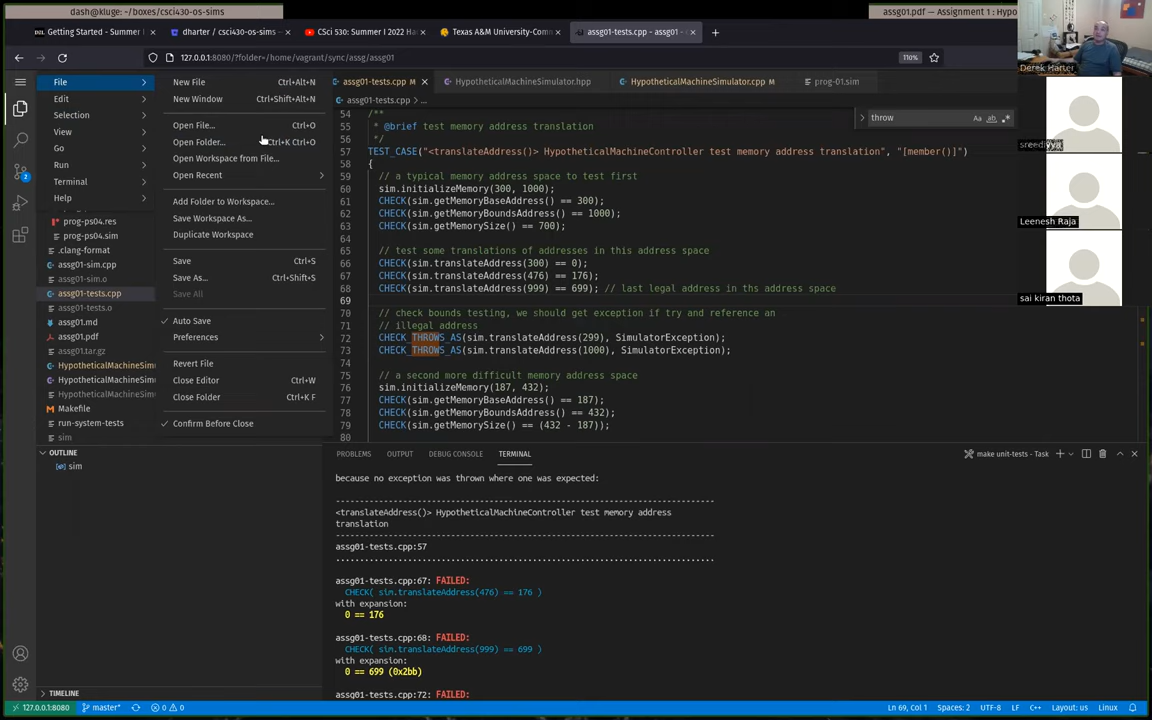 dash@kluge: ~/boxes/csci430-os-sims
assg01.pdf — Assignment 1 : Hypo
Getting Started - Summer I
dharter / csci430-os-sims —
CSci 530: Summer I 2022 Har
Texas A&M University-Com
assg01-tests.cpp - assg01 -
127.0.0.1:8080/?folder=/home/vagrant/sync/assg/assg01
110%
Derek Harter
File
Edit
Selection
View
Go
Run
Terminal
Help
New File Ctrl+Alt+N
New Window Ctrl+Shift+Alt+N
Open File... Ctrl+O
Open Folder... Ctrl+K Ctrl+O
Open Workspace from File...
Open Recent
Add Folder to Workspace...
Save Workspace As...
Duplicate Workspace
Save Ctrl+S
Save As... Ctrl+Shift+S
Save All
Auto Save
Preferences
Revert File
Close Editor Ctrl+W
Close Folder Ctrl+K F
Confirm Before Close
2
prog-ps04.res
prog-ps04.sim
.clang-format
assg01-sim.cpp
assg01-sim.o
assg01-tests.cpp
assg01-tests.o
assg01.md
assg01.pdf
assg01.tar.gz
HypotheticalMachineSim
HypotheticalMachineSim
HypotheticalMachineSim
Makefile
run-system-tests
sim
OUTLINE
sim
TIMELINE
assg01-tests.cpp M
HypotheticalMachineSimulator.hpp
HypotheticalMachineSimulator.cpp M
prog-01.sim
assg01-tests.cpp > ...
throw
54 /**
55 * @brief test memory address translation
56 */
57 TEST_CASE("<translateAddress()> HypotheticalMachineController test memory address translation", "[member()]")
58 {
59 // a typical memory address space to test first
60 sim.initializeMemory(300, 1000);
61 CHECK(sim.getMemoryBaseAddress() == 300);
62 CHECK(sim.getMemoryBoundsAddress() == 1000);
63 CHECK(sim.getMemorySize() == 700);
64
65 // test some translations of addresses in this address space
66 CHECK(sim.translateAddress(300) == 0);
67 CHECK(sim.translateAddress(476) == 176);
68 CHECK(sim.translateAddress(999) == 699); // last legal address in ths address space
69
70 // check bounds testing, we should get exception if try and reference an
71 // illegal address
72 CHECK_THROWS_AS(sim.translateAddress(299), SimulatorException);
73 CHECK_THROWS_AS(sim.translateAddress(1000), SimulatorException);
74
75 // a second more difficult memory address space
76 sim.initializeMemory(187, 432);
77 CHECK(sim.getMemoryBaseAddress() == 187);
78 CHECK(sim.getMemoryBoundsAddress() == 432);
79 CHECK(sim.getMemorySize() == (432 - 187));
80
PROBLEMS OUTPUT DEBUG CONSOLE TERMINAL
make unit-tests - Task
because no exception was thrown where one was expected:
-------------------------------------------------------------------------------
<translateAddress()> HypotheticalMachineController test memory address
translation
-------------------------------------------------------------------------------
assg01-tests.cpp:57
...............................................................................
assg01-tests.cpp:67: FAILED:
CHECK( sim.translateAddress(476) == 176 )
with expansion:
0 == 176
assg01-tests.cpp:68: FAILED:
CHECK( sim.translateAddress(999) == 699 )
with expansion:
0 == 699 (0x2bb)
assg01-tests.cpp:72: FAILED:
Leenesh Raja
sai kiran thota
127.0.0.1:8080
master*
0 0
Ln 69, Col 1
Spaces: 2
UTF-8
LF
C++
Layout: us
Linux